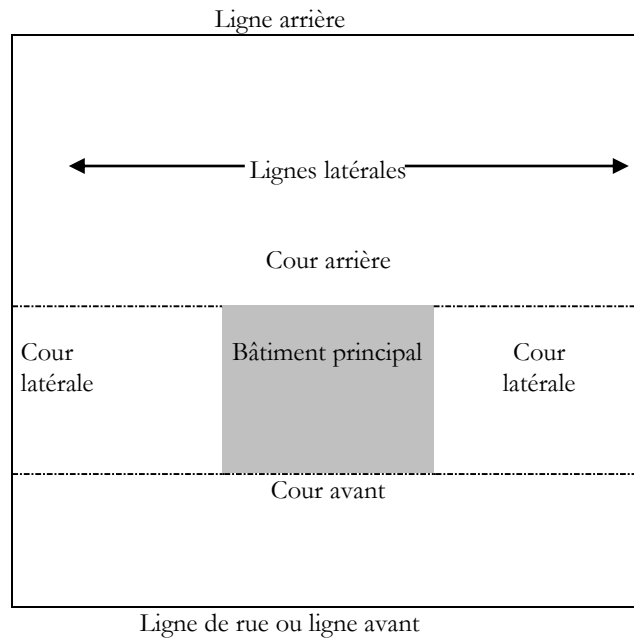 Ligne arrière
Lignes latérales
Cour arrière
Cour
latérale
Bâtiment principal
Cour
latérale
Cour avant
Ligne de rue ou ligne avant